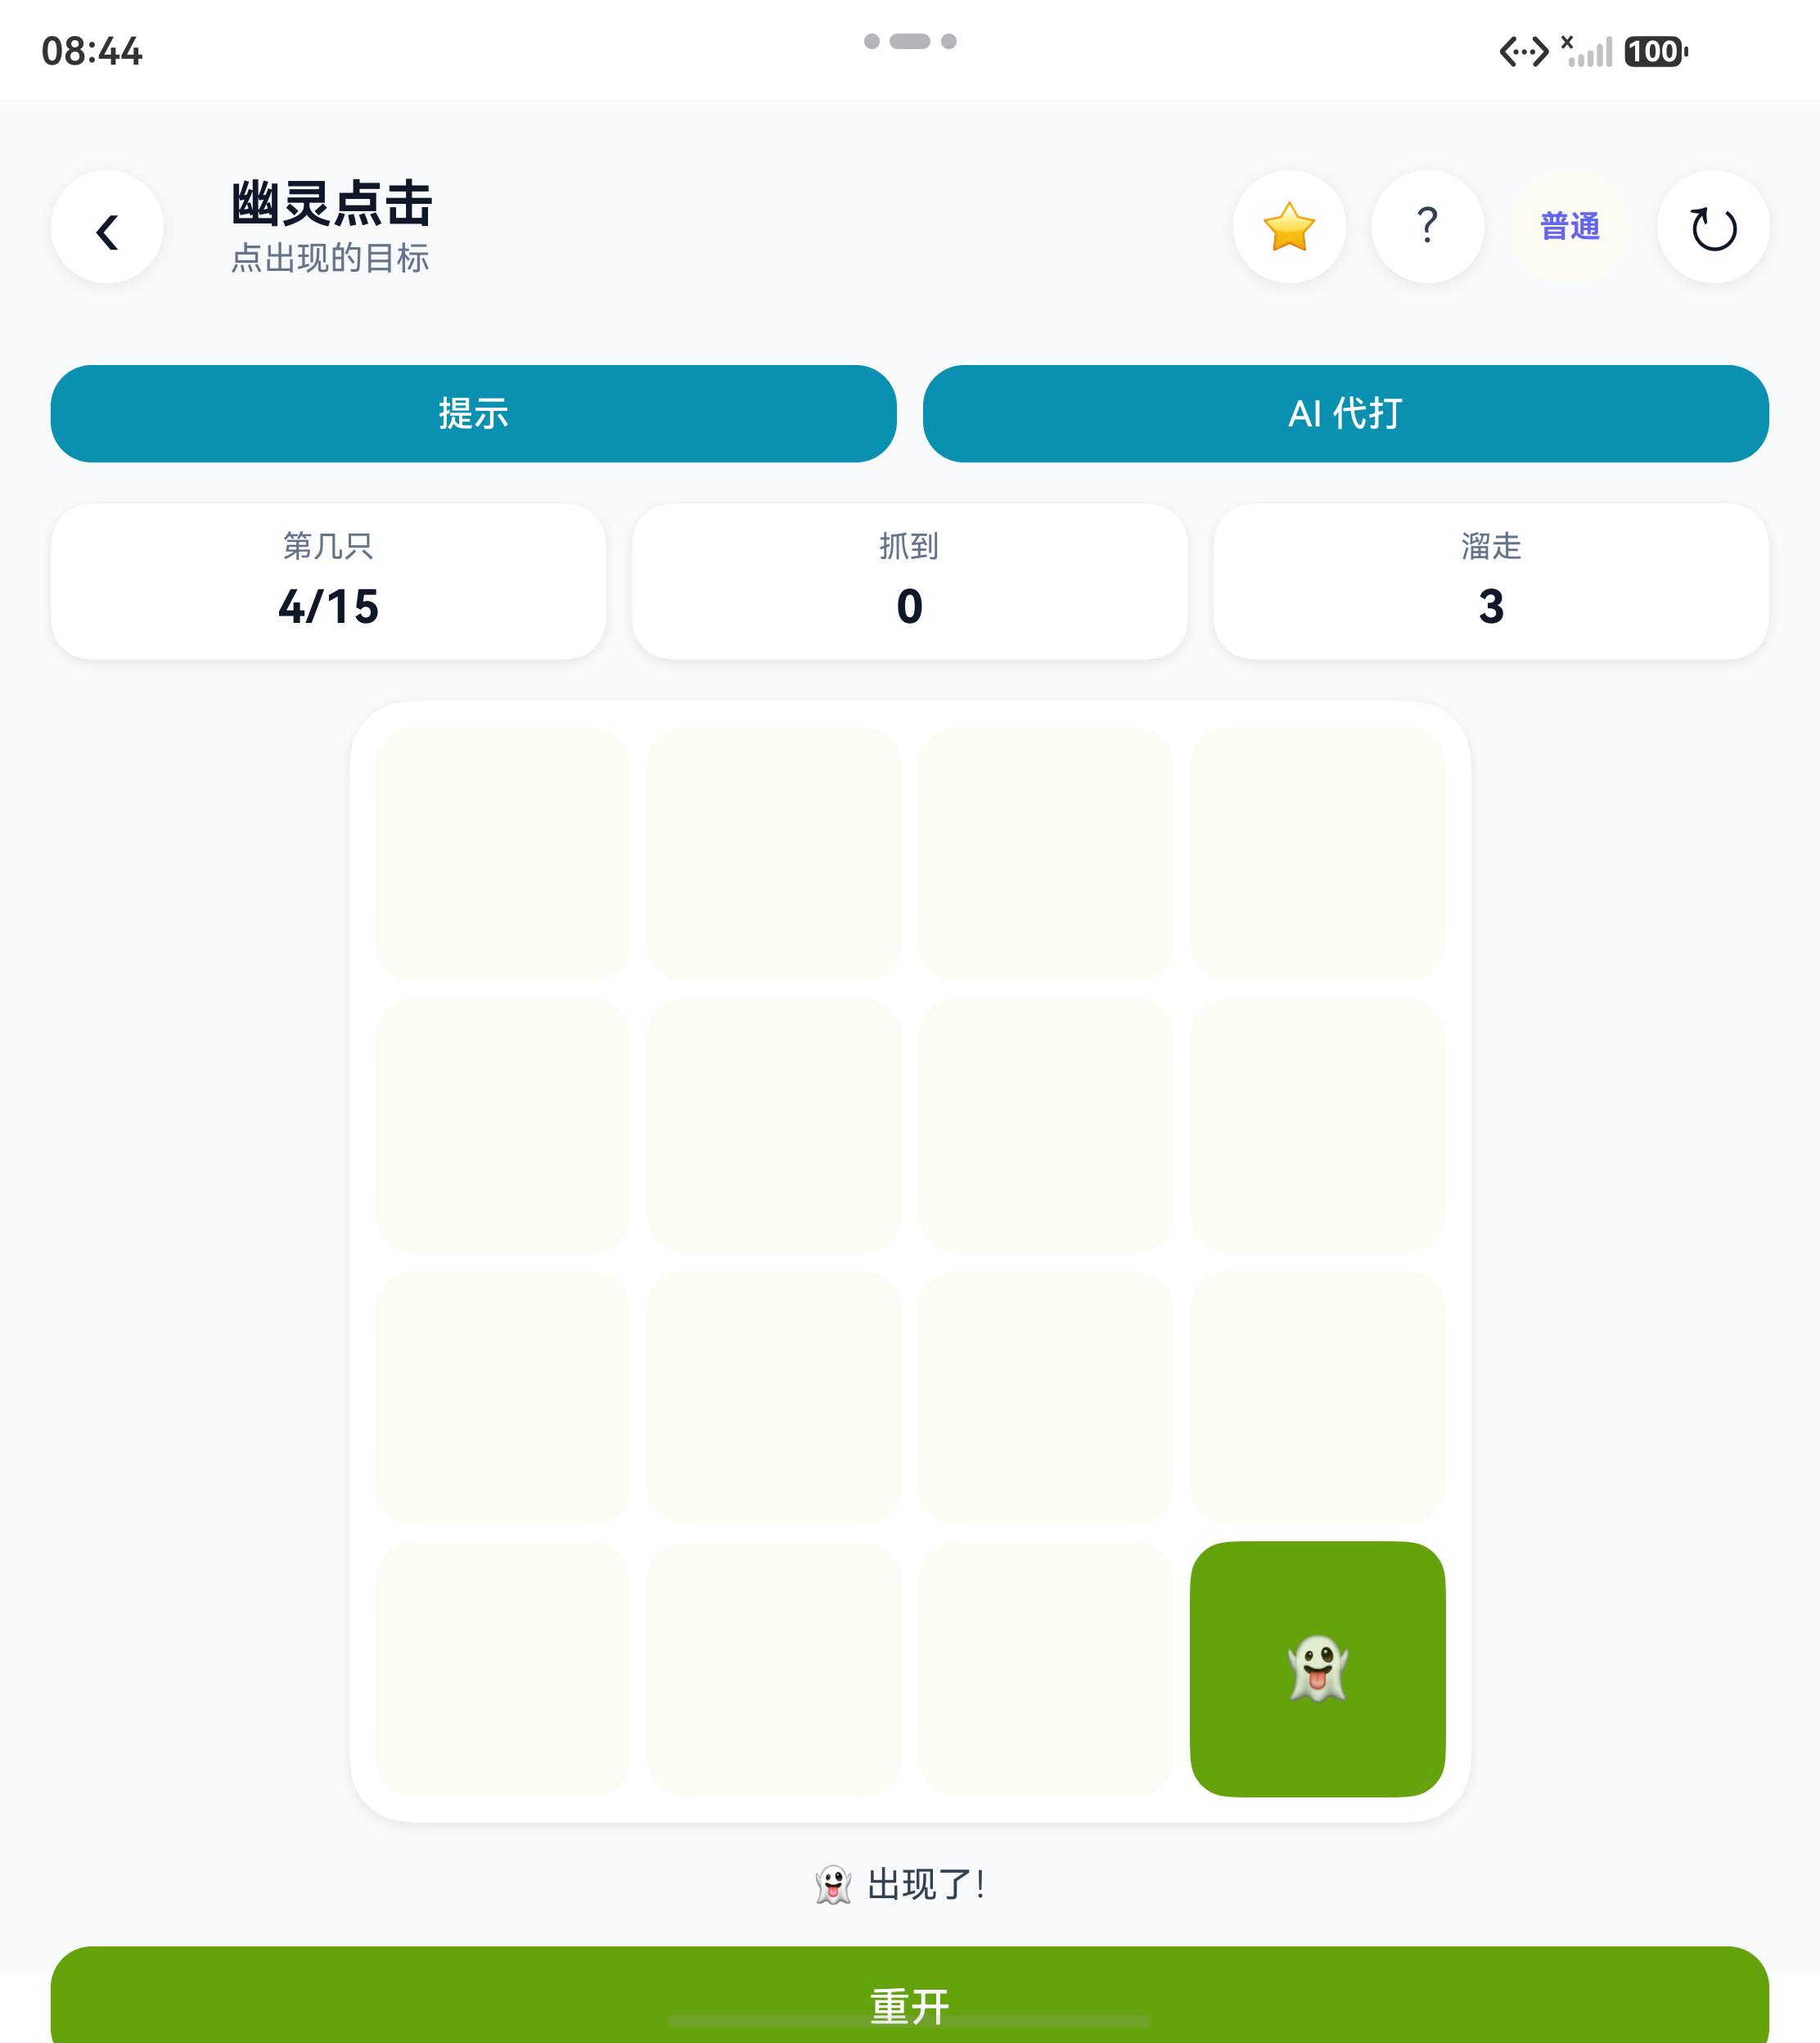 08:44
100
幽灵点击
点出现的目标
?
普通
提示
AI 代打
第几只
抓到
溜走
4/15
0
3
👻 出现了!
重开